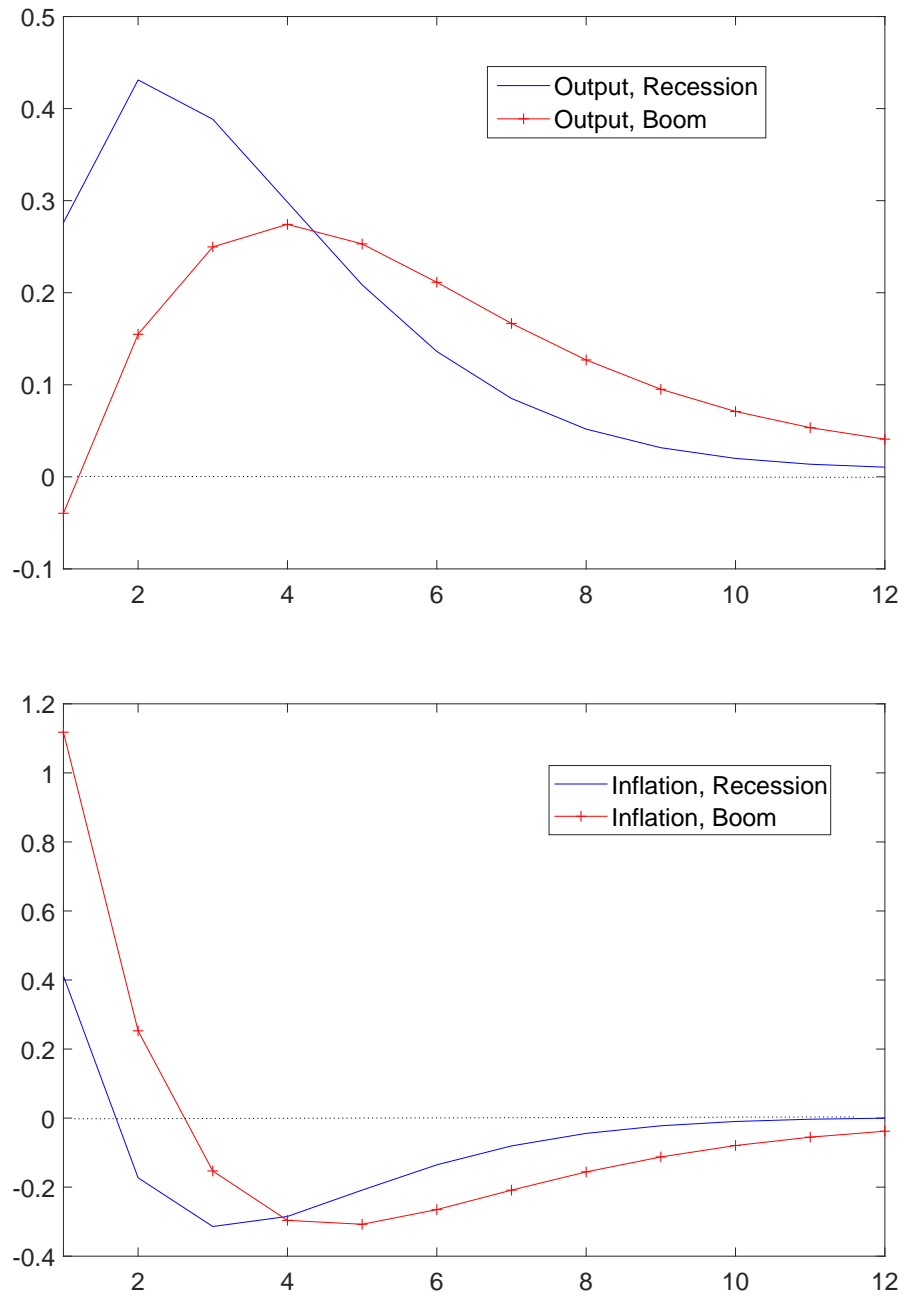 0.5
0.4
0.3
0.2
0.1
0
-0.1
Output, Recession
Output, Boom
2 4 6 8 10 12
1.2
1
0.8
0.6
0.4
0.2
0
-0.2
-0.4
Inflation, Recession
Inflation, Boom
2 4 6 8 10 12